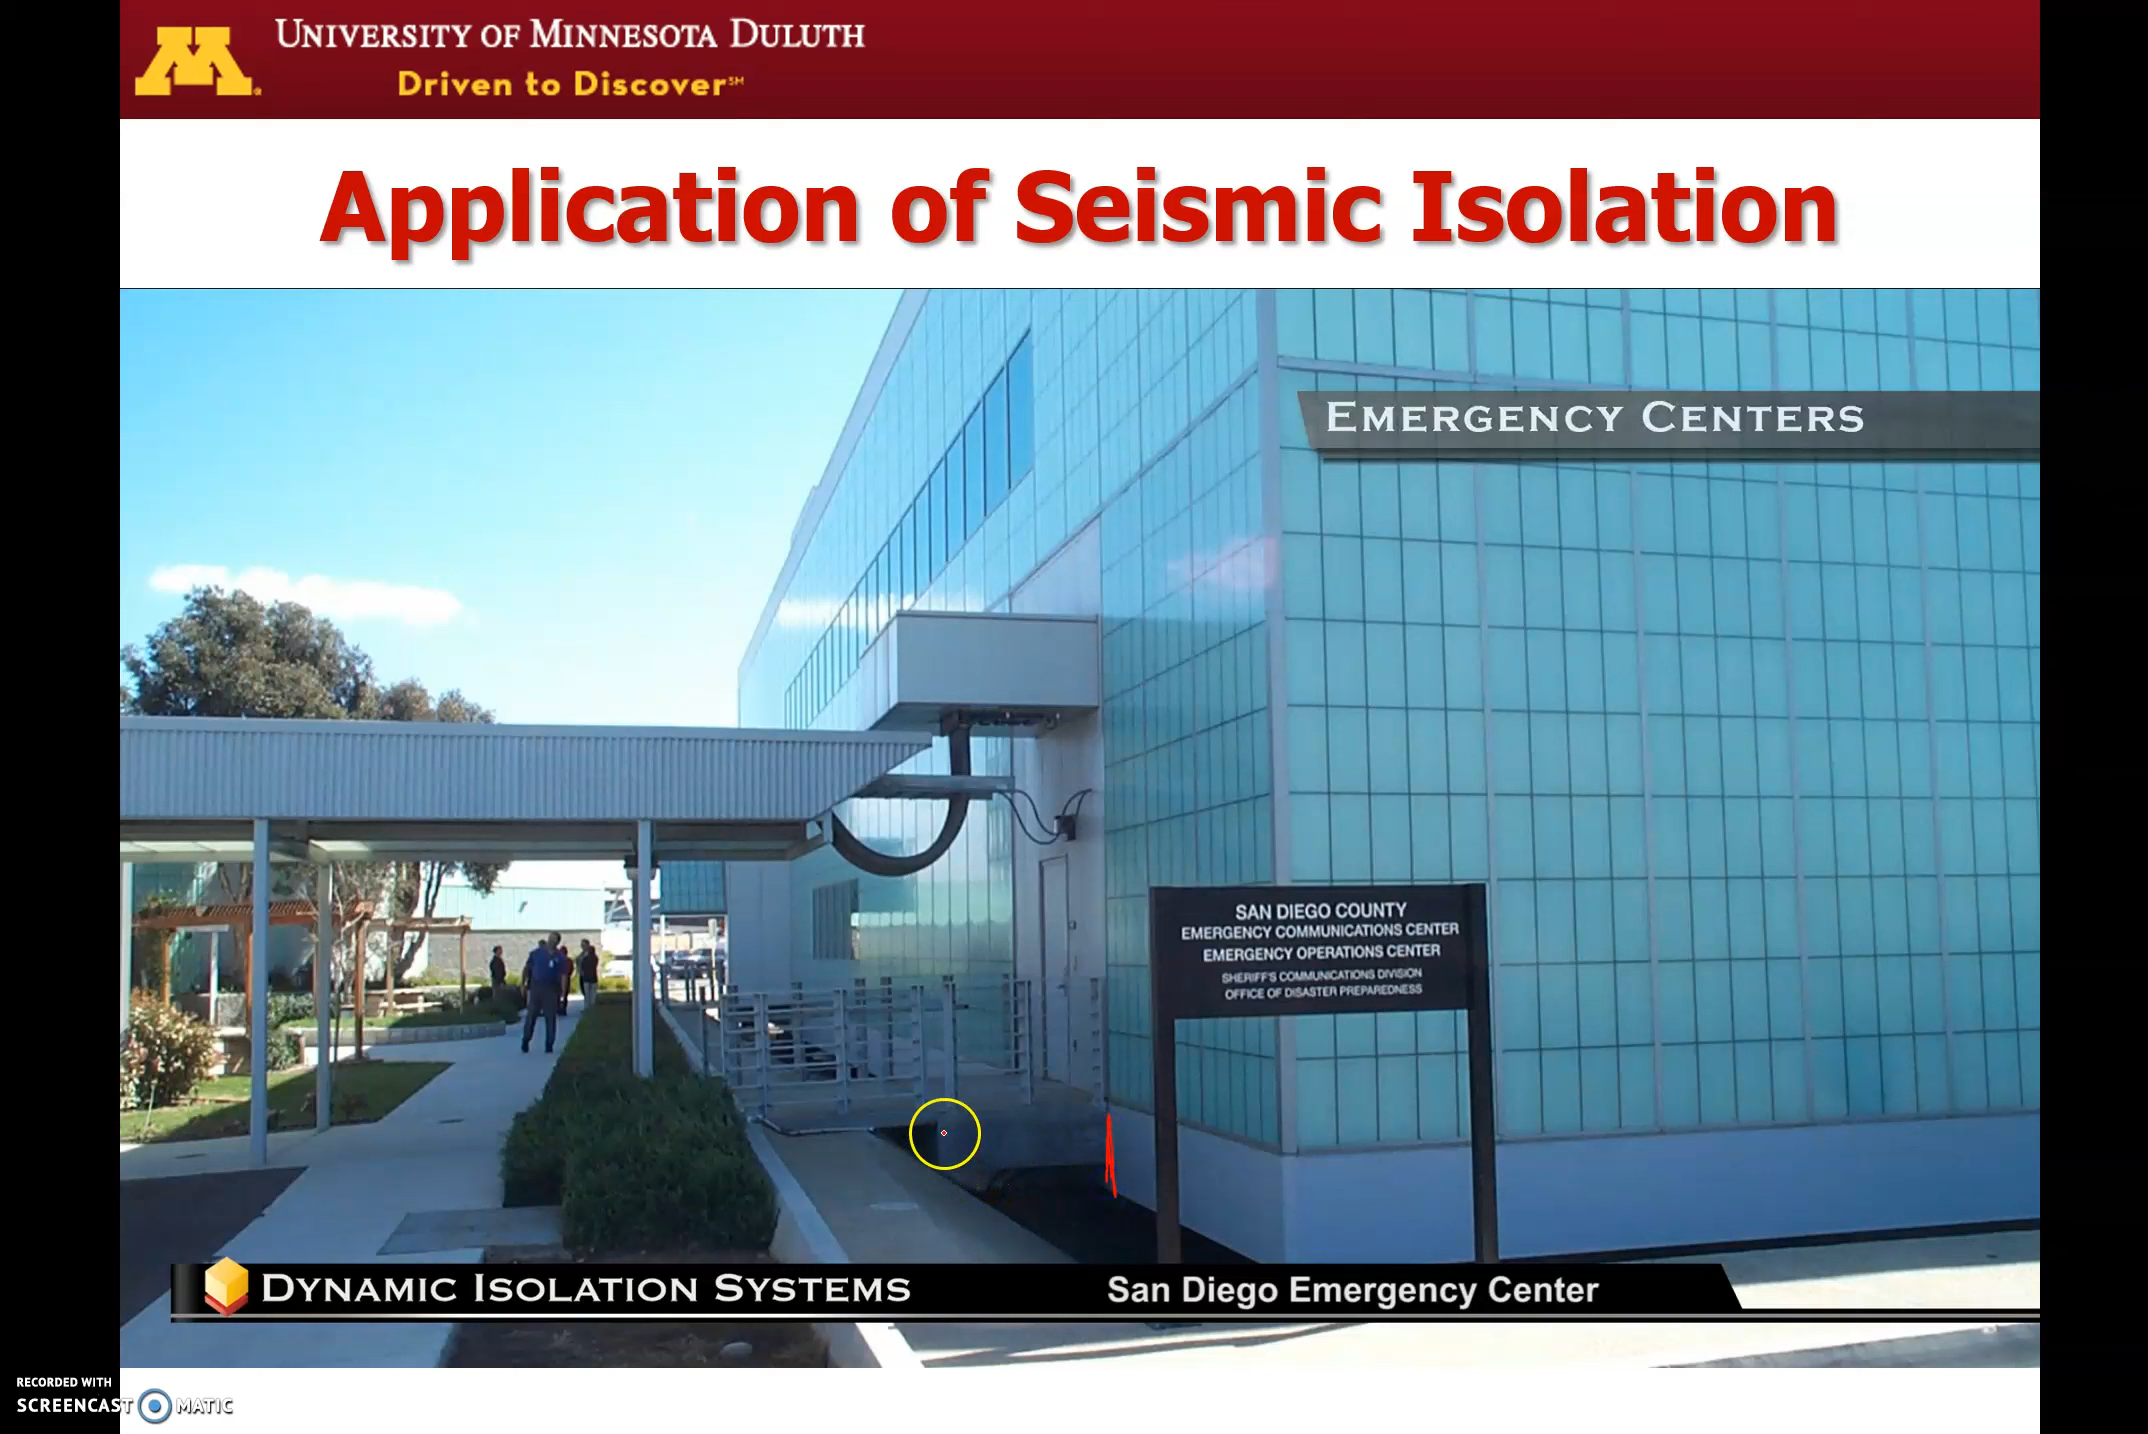 UNIVERSITY OF MINNESOTA DULUTH
Driven to Discover℠
Application of Seismic Isolation
EMERGENCY CENTERS
SAN DIEGO COUNTY
EMERGENCY COMMUNICATIONS CENTER
EMERGENCY OPERATIONS CENTER
SHERIFF'S COMMUNICATIONS DIVISION
OFFICE OF DISASTER PREPAREDNESS
DYNAMIC ISOLATION SYSTEMS
San Diego Emergency Center
RECORDED WITH
SCREENCAST MATIC